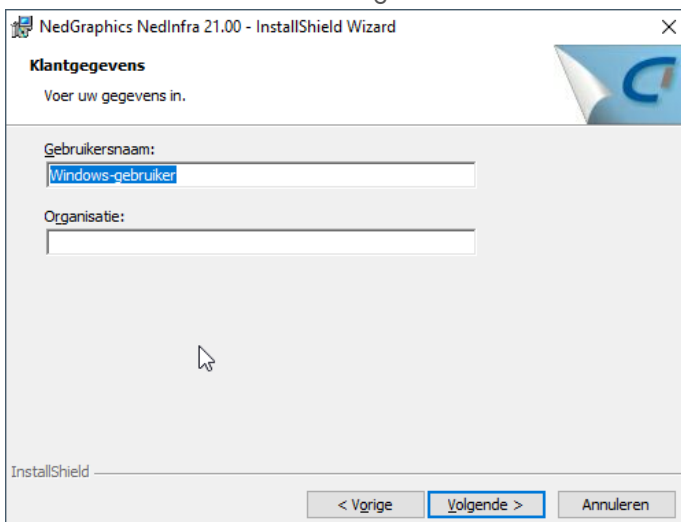 NedGraphics NedInfra 21.00 - InstallShield Wizard
Klantgegevens
Voer uw gegevens in.
Gebruikersnaam:
Windows-gebruiker
Organisatie:
InstallShield
< Vorige Volgende > Annuleren